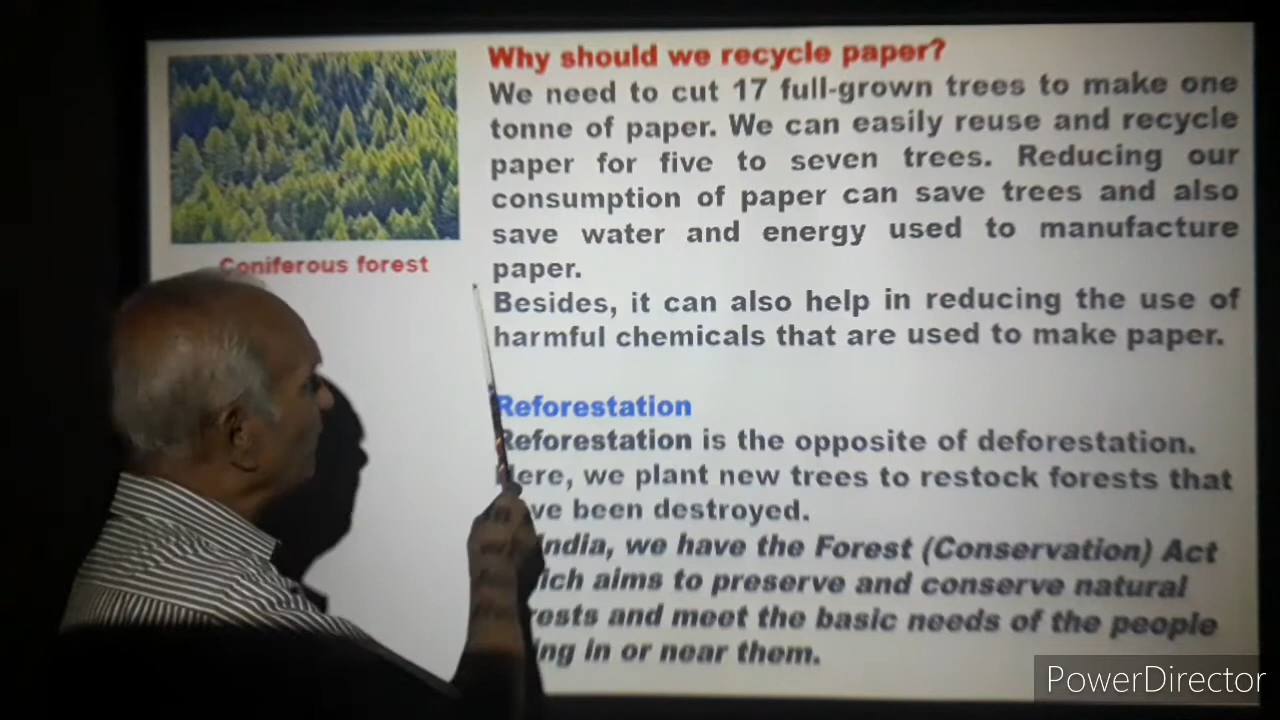 Why should we recycle paper?
We need to cut 17 full-grown trees to make one
tonne of paper. We can easily reuse and recycle
paper for five to seven trees. Reducing our
consumption of paper can save trees and also
save water and energy used to manufacture
paper.
Coniferous forest
Besides, it can also help in reducing the use of
harmful chemicals that are used to make paper.
Reforestation
Reforestation is the opposite of deforestation.
Here, we plant new trees to restock forests that
been destroyed.
India, we have the Forest (Conservation) Act
aims to preserve and conserve natural
and meet the basic needs of the people
in or near them.
PowerDirector